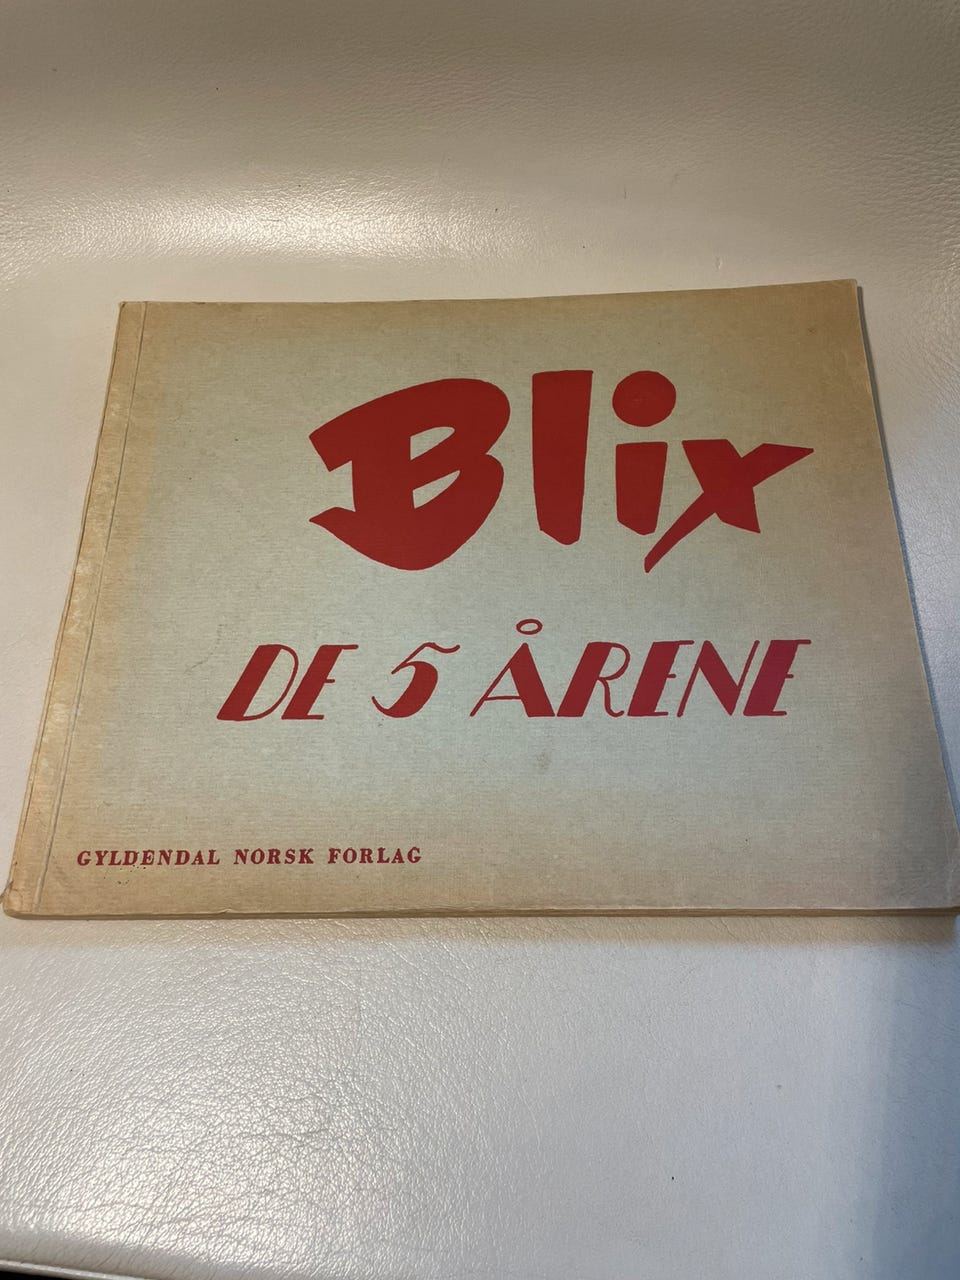 Blix
DE 5 ÅRENE
GYLDENDAL NORSK FORLAG